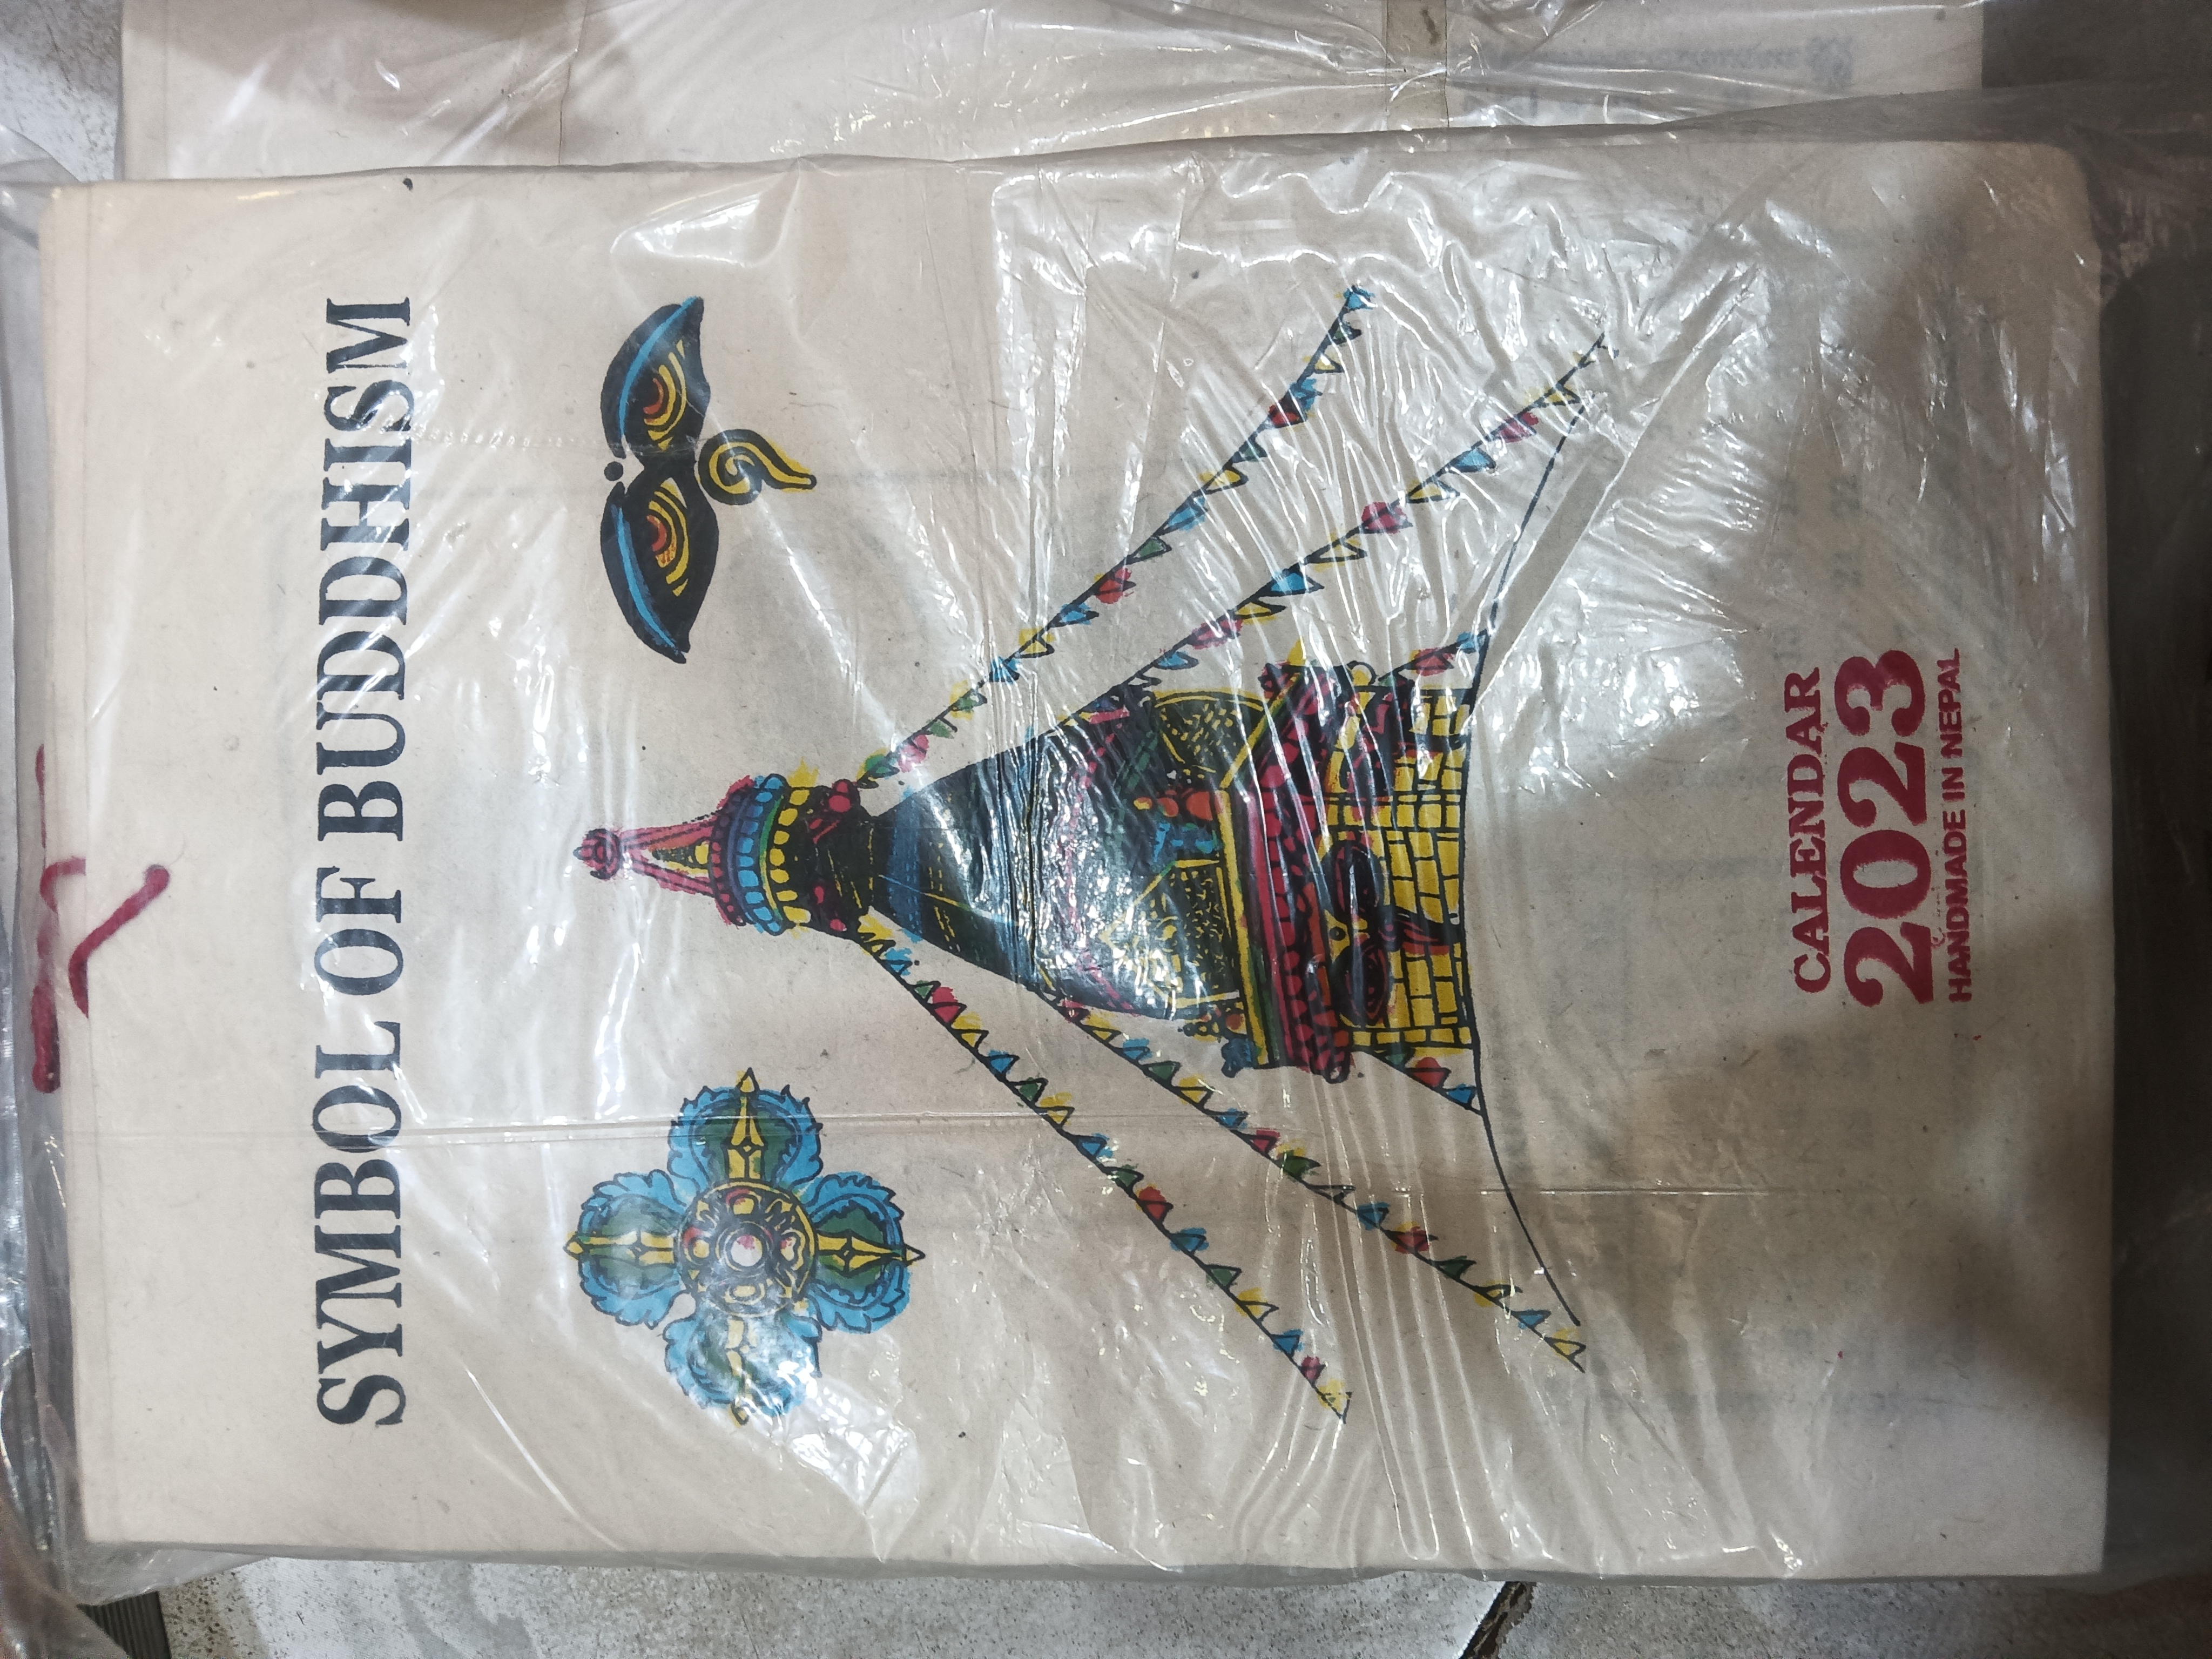 SYMBOL OF BUDDHISM
CALENDAR
2023
HANDMADE IN NEPAL